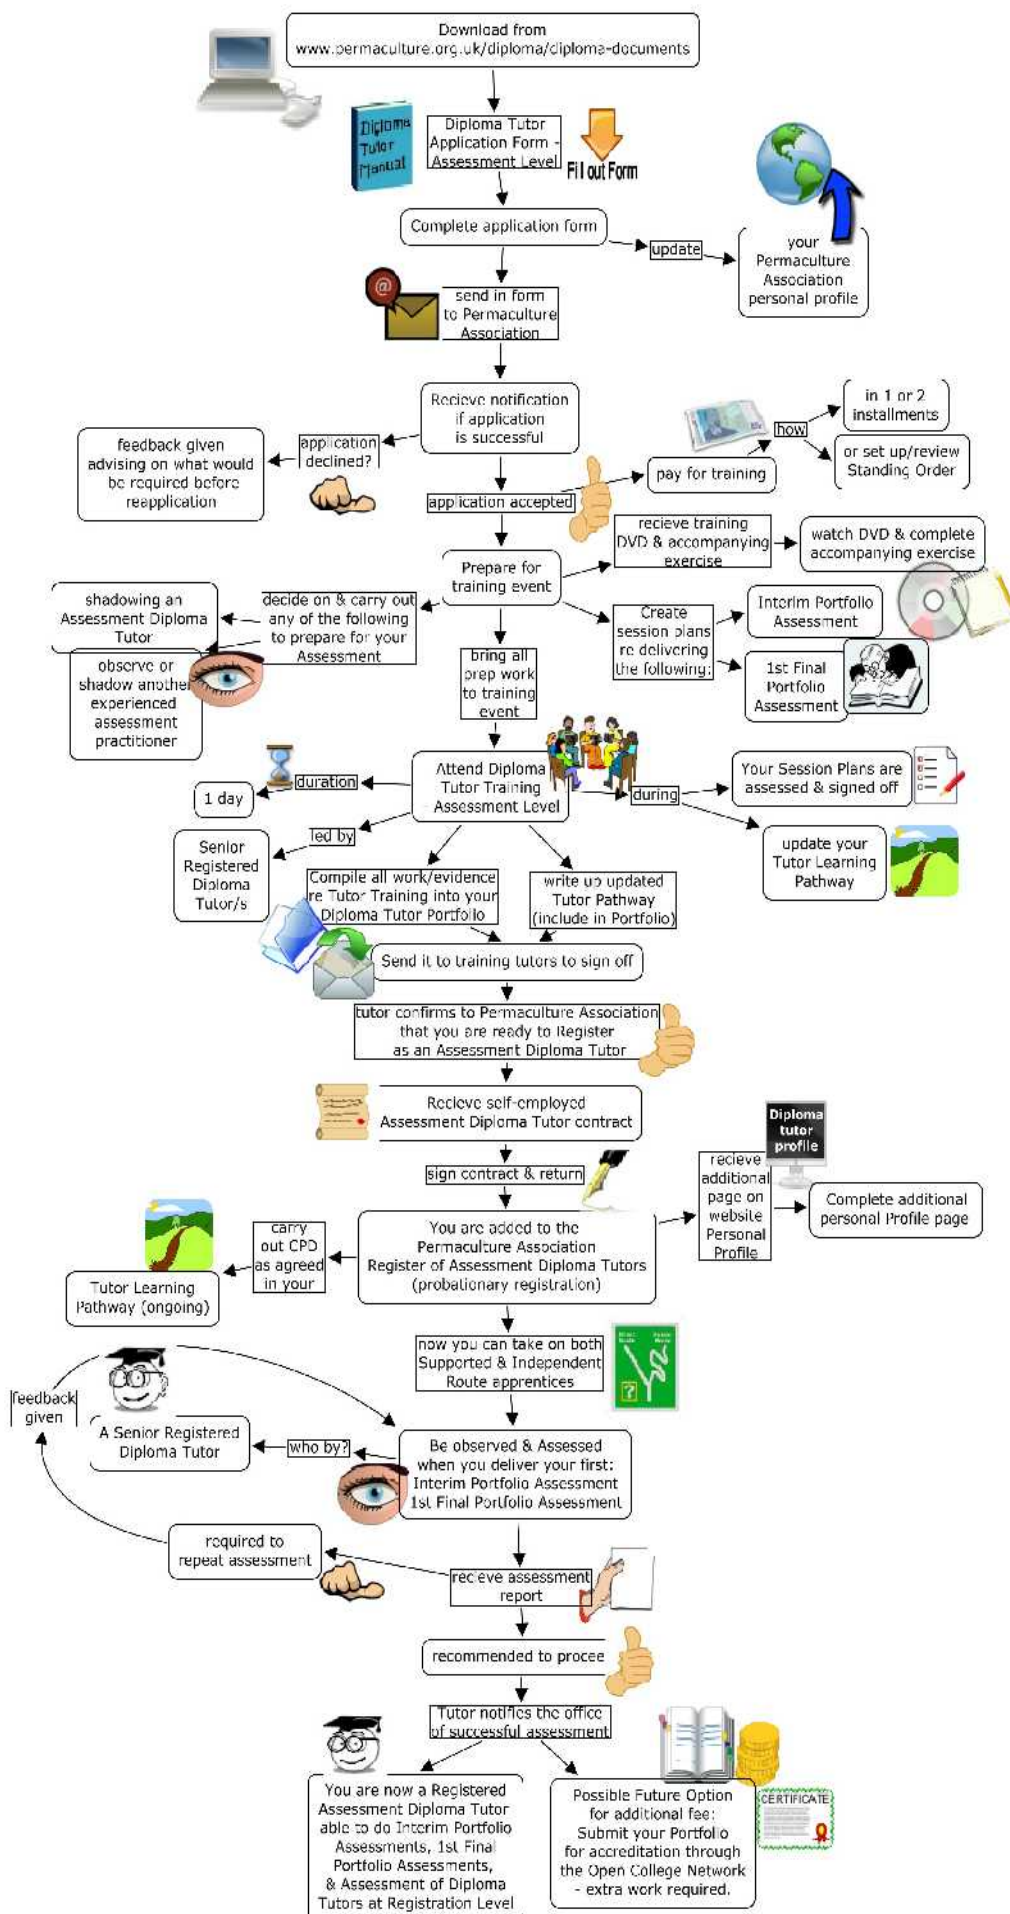 Download from
www.permaculture.org.uk/diploma/diploma-documents
Diploma
Tutor
Manual
Diploma Tutor
Application Form -
Assessment Level
Fill out Form
Complete application form
update
your
Permaculture
Association
personal profile
@
send in form
to Permaculture
Association
Recieve notification
if application
is successful
application
declined?
feedback given
advising on what would
be required before
reapplication
application accepted
pay for training
how
in 1 or 2
installments
or set up/review
Standing Order
Prepare for
training event
recieve training
DVD & accompanying
exercise
watch DVD & complete
accompanying exercise
decide on & carry out
any of the following
to prepare for your
Assessment
shadowing an
Assessment Diploma
Tutor
observe or
shadow another
experienced
assessment
practitioner
Create
session plans
re delivering
the following:
Interim Portfolio
Assessment
1st Final
Portfolio
Assessment
bring all
prep work
to training
event
Attend Diploma
Tutor Training
- Assessment Level
duration
1 day
led by
Senior
Registered
Diploma
Tutor/s
during
Your Session Plans are
assessed & signed off
update your
Tutor Learning
Pathway
Compile all work/evidence
re Tutor Training into your
Diploma Tutor Portfolio
write up updated
Tutor Pathway
(include in Portfolio)
Send it to training tutors to sign off
tutor confirms to Permaculture Association
that you are ready to Register
as an Assessment Diploma Tutor
Recieve self-employed
Assessment Diploma Tutor contract
sign contract & return
You are added to the
Permaculture Association
Register of Assessment Diploma Tutors
(probationary registration)
Diploma
tutor
profile
recieve
additional
page on
website
Personal
Profile
Complete additional
personal Profile page
carry
out CPD
as agreed
in your
Tutor Learning
Pathway (ongoing)
now you can take on both
Supported & Independent
Route apprentices
?
feedback
given
A Senior Registered
Diploma Tutor
who by?
Be observed & Assessed
when you deliver your first:
Interim Portfolio Assessment
1st Final Portfolio Assessment
required to
repeat assessment
recieve assessment
report
recommended to procee
Tutor notifies the office
of successful assessment
You are now a Registered
Assessment Diploma Tutor
able to do Interim Portfolio
Assessments, 1st Final
Portfolio Assessments,
& Assessment of Diploma
Tutors at Registration Level
Possible Future Option
for additional fee:
Submit your Portfolio
for accreditation through
the Open College Network
- extra work required.
CERTIFICATE